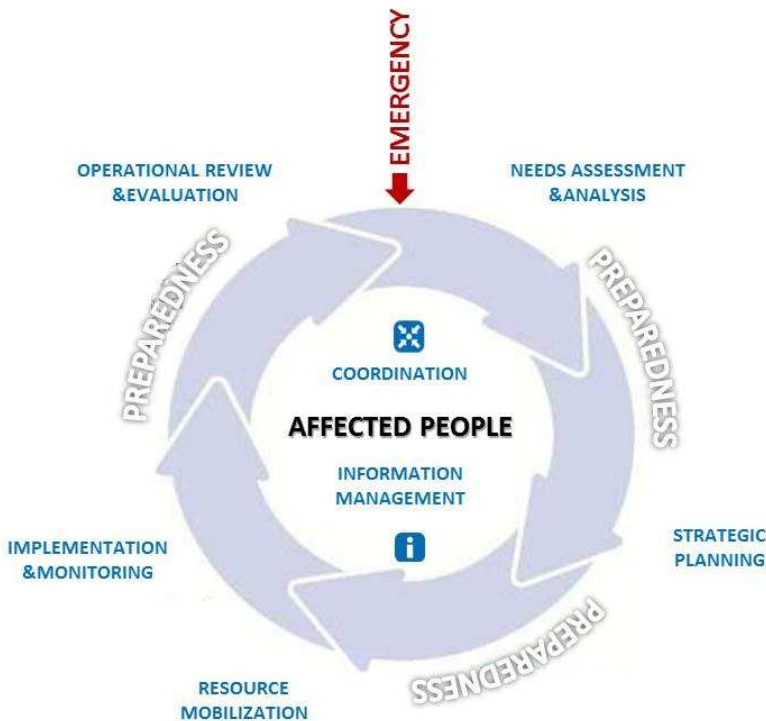 EMERGENCY
OPERATIONAL REVIEW
&EVALUATION
NEEDS ASSESSMENT
&ANALYSIS
PREPAREDNESS
PREPAREDNESS
COORDINATION
AFFECTED PEOPLE
INFORMATION
MANAGEMENT
i
IMPLEMENTATION
&MONITORING
STRATEGIC
PLANNING
PREPAREDNESS
RESOURCE
MOBILIZATION